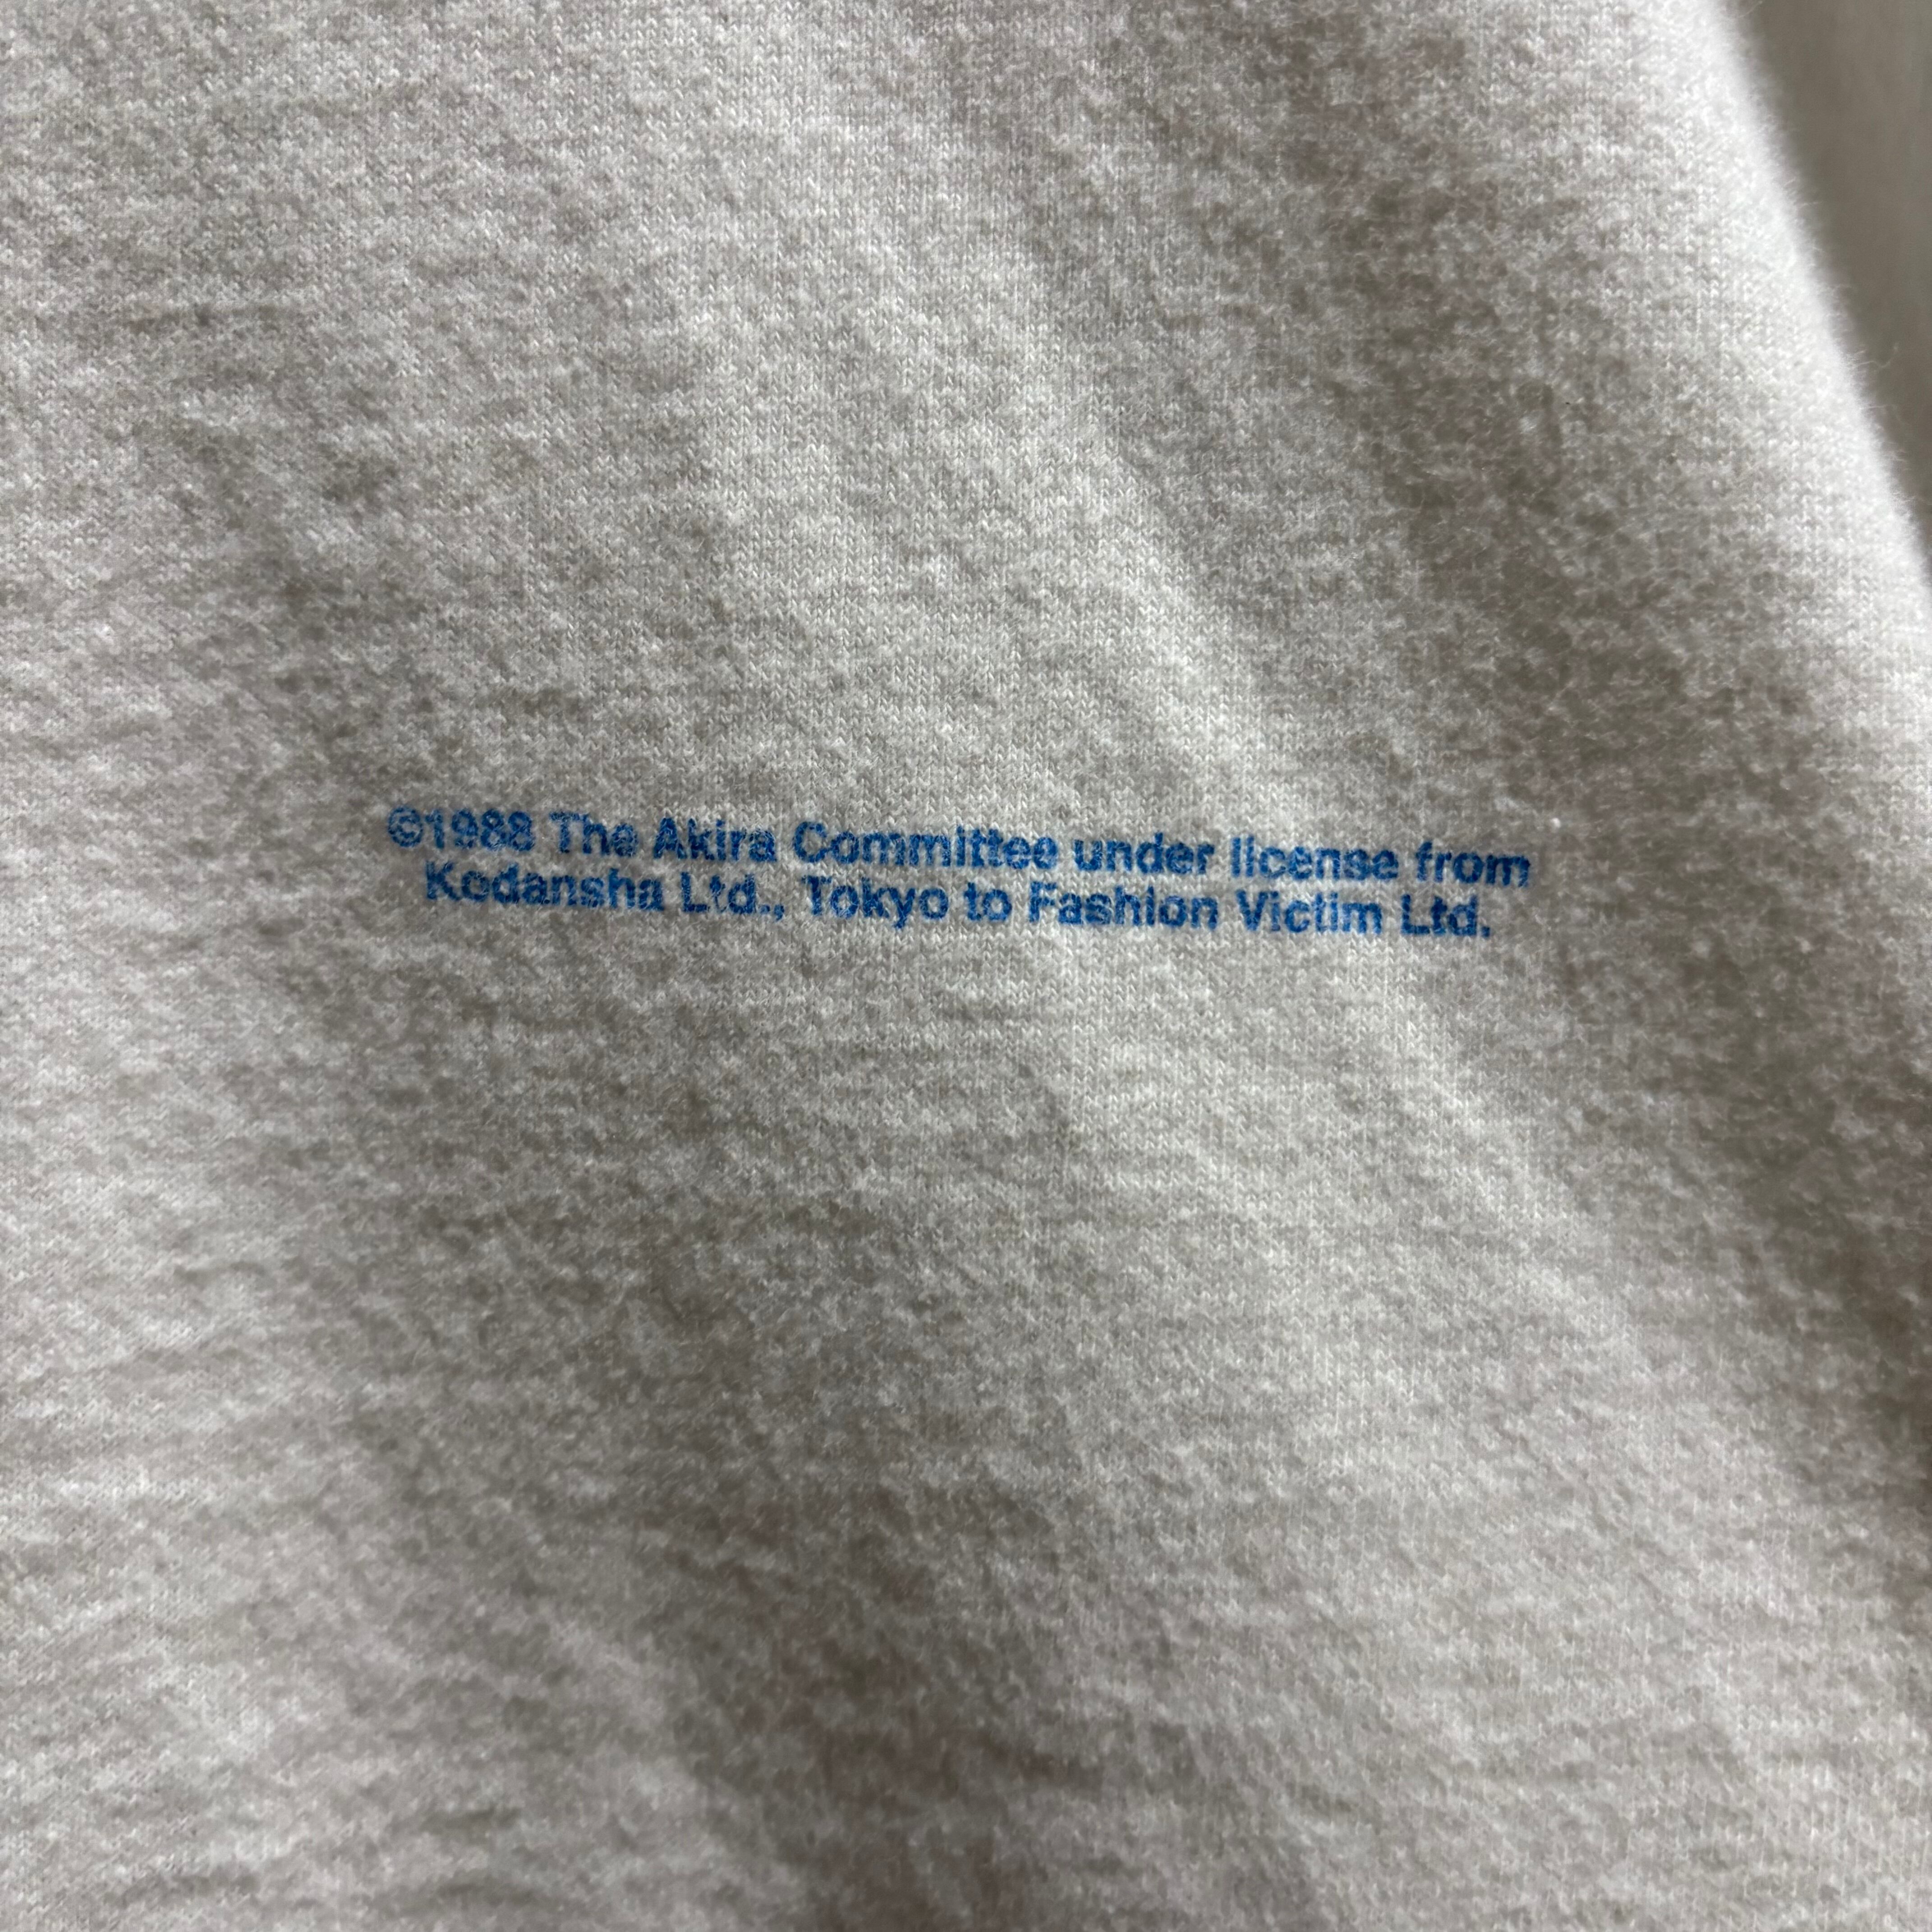 ©1988 The Akira Committee under license from
Kodansha Ltd., Tokyo to Fashion Victim Ltd.